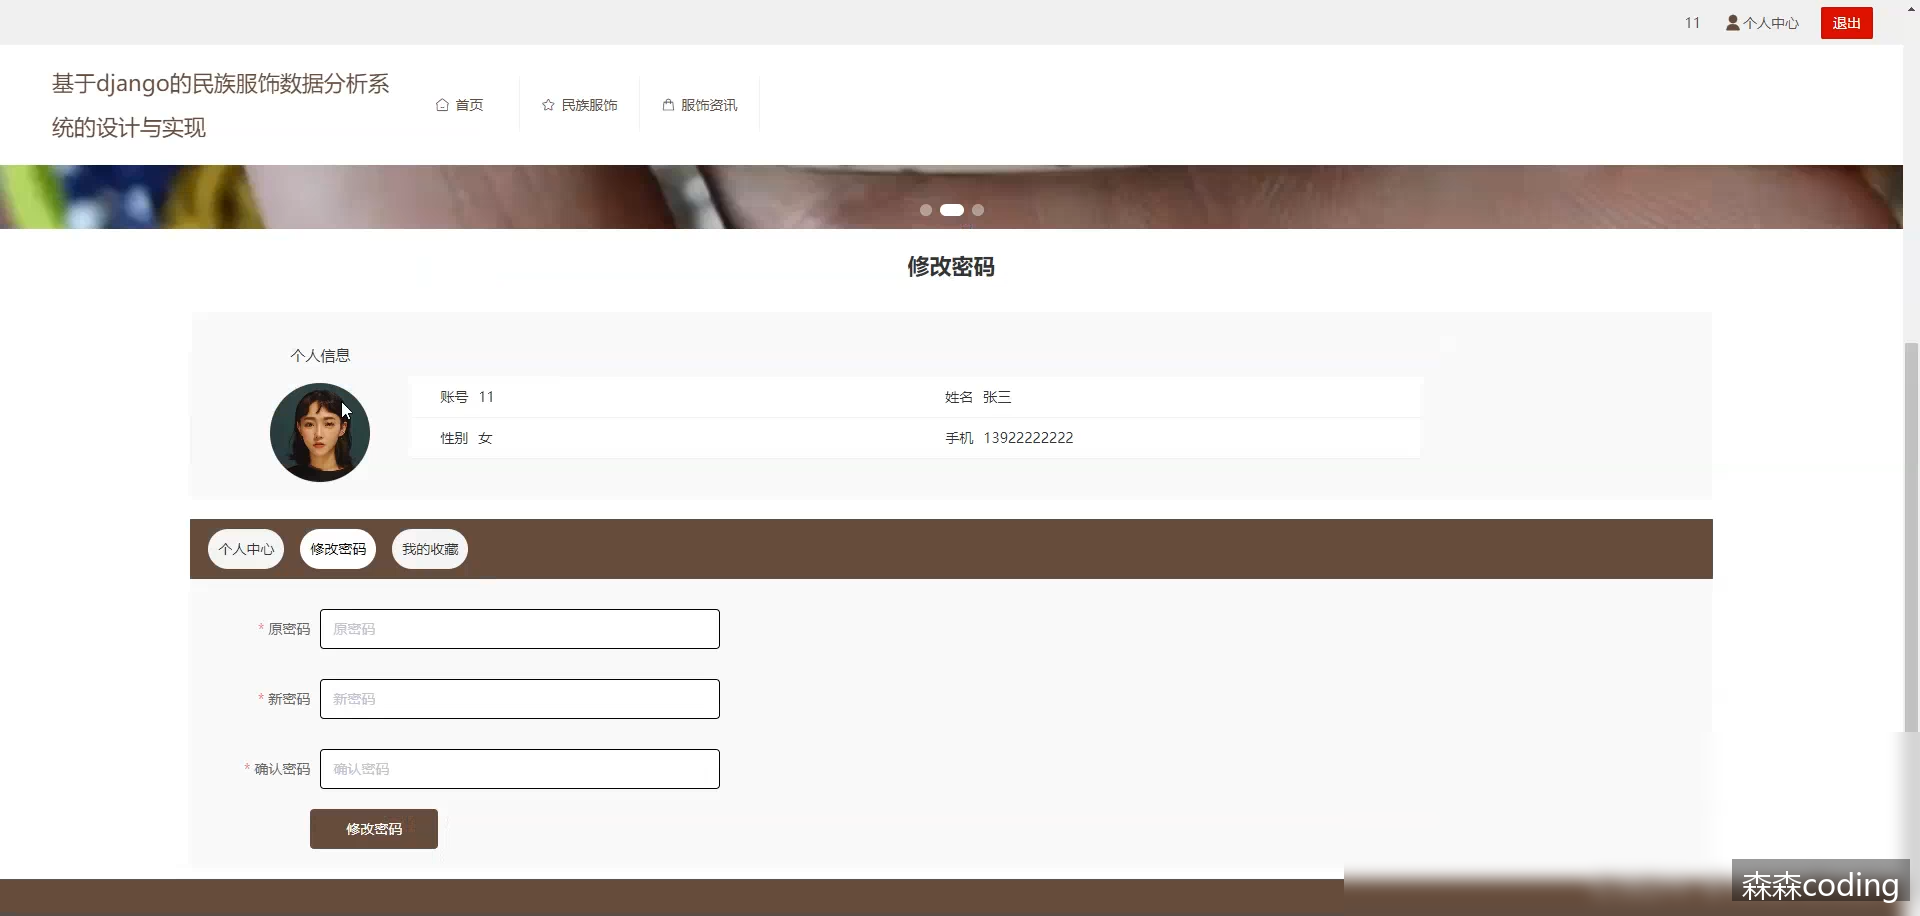 11 个人中心 退出
基于django的民族服饰数据分析系
统的设计与实现
首页 民族服饰 服饰资讯
修改密码
个人信息
账号 11 姓名 张三
性别 女 手机 13922222222
个人中心 修改密码 我的收藏
* 原密码 原密码
* 新密码 新密码
* 确认密码 确认密码
修改密码
森森coding